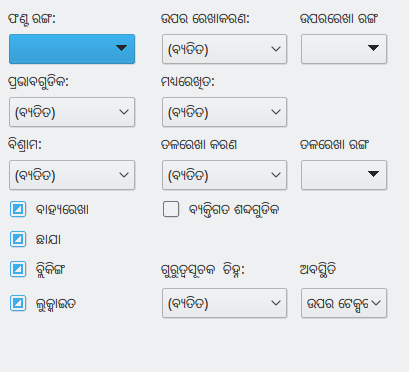 ଫଣ୍ଟ ରଙ୍ଗ: ଉପର ରେଖାକରଣ: ଉପରରେଖା ରଙ୍ଗ
(ବ୍ୟତିତ)
ପ୍ରଭାବଗୁଡିକ: ମଧ୍ୟରେଖିତ:
(ବ୍ୟତିତ) (ବ୍ୟତିତ)
ବିଶ୍ରାମ: ତଳରେଖା କରଣ ତଳରେଖା ରଙ୍ଗ
(ବ୍ୟତିତ) (ବ୍ୟତିତ)
ବାହ୍ୟରେଖା ବ୍ୟକ୍ତିଗତ ଶବ୍ଦଗୁଡିକ
ଛାଯା
ବ୍ଲିକିଙ୍ଗ ଗୁରୁତ୍ୱସୂଚକ ଚିହ୍ନ: ଅବସ୍ଥିତି
ଲୁକ୍କାଇତ (ବ୍ୟତିତ) ଉପର